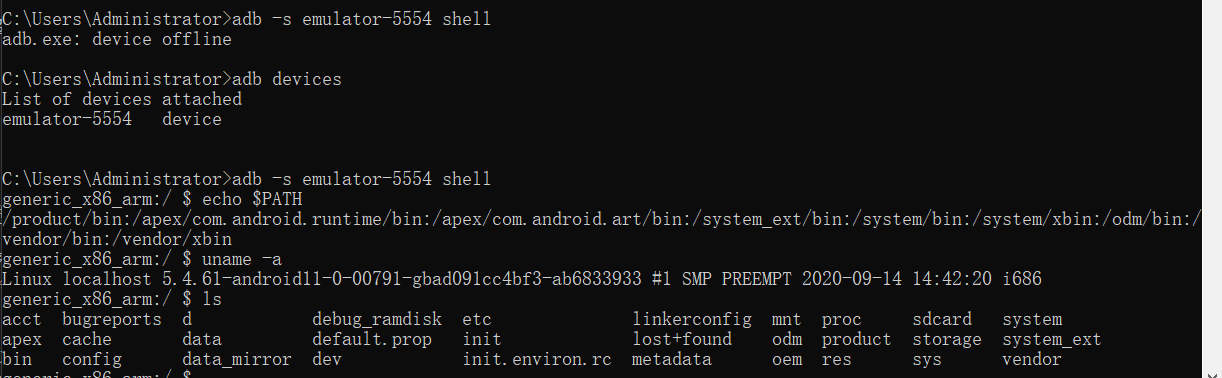 C:\Users\Administrator>adb -s emulator-5554 shell
adb.exe: device offline
C:\Users\Administrator>adb devices
List of devices attached
emulator-5554   device
C:\Users\Administrator>adb -s emulator-5554 shell
generic_x86_arm:/ $ echo $PATH
/product/bin:/apex/com.android.runtime/bin:/apex/com.android.art/bin:/system_ext/bin:/system/bin:/system/xbin:/odm/bin:/
vendor/bin:/vendor/xbin
generic_x86_arm:/ $ uname -a
Linux localhost 5.4.61-android11-0-00791-gbad091cc4bf3-ab6833933 #1 SMP PREEMPT 2020-09-14 14:42:20 i686
generic_x86_arm:/ $ ls
acct  bugreports  d            debug_ramdisk  etc              linkerconfig  mnt  proc     sdcard   system
apex  cache       data         default.prop   init             lost+found    odm  product  storage  system_ext
bin   config      data_mirror  dev            init.environ.rc  metadata      oem  res      sys      vendor
generic_x86_arm:/ $